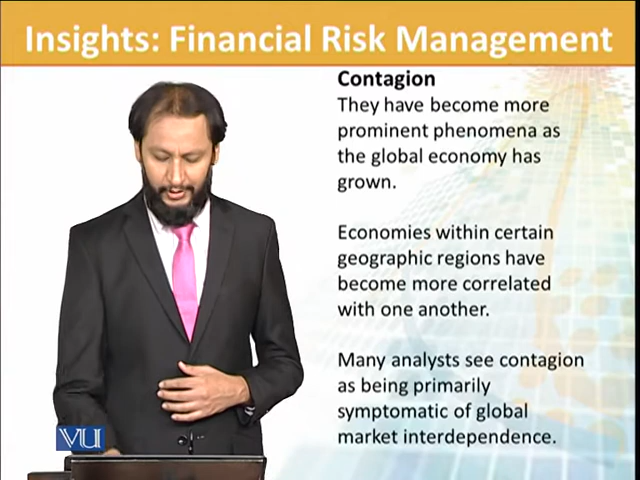 Insights: Financial Risk Management
Contagion
They have become more
prominent phenomena as
the global economy has
grown.
Economies within certain
geographic regions have
become more correlated
with one another.
Many analysts see contagion
as being primarily
symptomatic of global
market interdependence.
VU